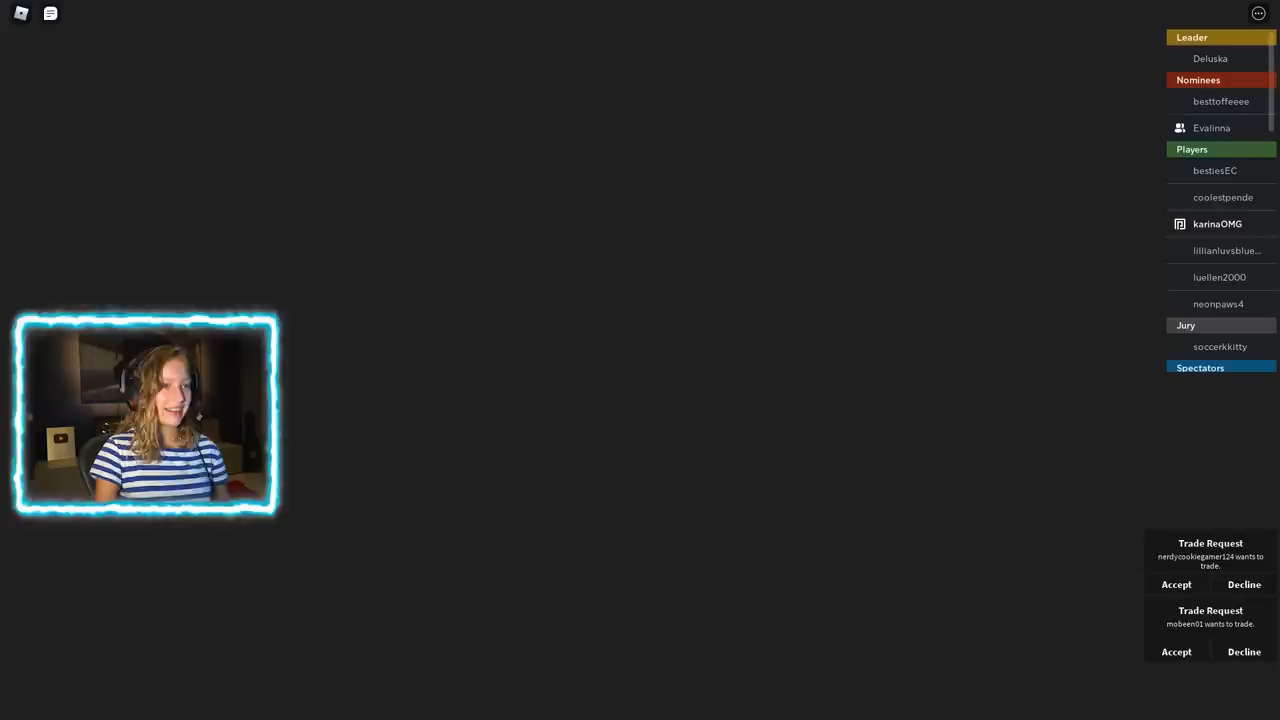 Leader
Deluska
Nominees
besttoffeeee
Evalinna
Players
bestiesEC
coolestpende
karinaOMG
lillianluvsblue...
luellen2000
neonpaws4
Jury
soccerkkitty
Spectators
Trade Request
nerdycookiegamer124 wants to
trade.
Accept Decline
Trade Request
mobeen01 wants to trade.
Accept Decline